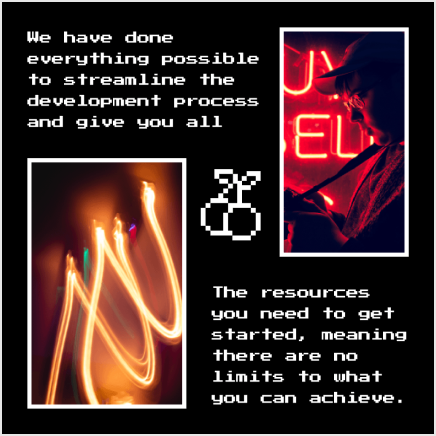 We have done
everything possible
to streamline the
development process
and give you all
The resources
you need to get
started, meaning
there are no
limits to what
you can achieve.